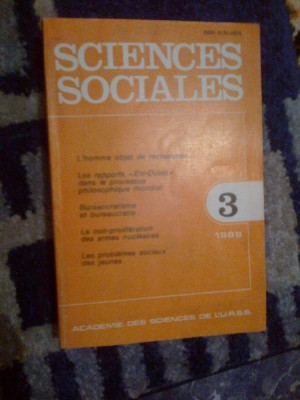 SCIENCES
SOCIALES
L'homme objet de recherches
Les rapports « Est-Ouest »
dans le processus
philosophique mondial
Bureaucratisme
et bureaucratie
La non-prolifération
des armes nucléaires
Les problèmes sociaux
des jeunes
3
1989
ACADEMIE DES SCIENCES DE L'U.R.S.S.